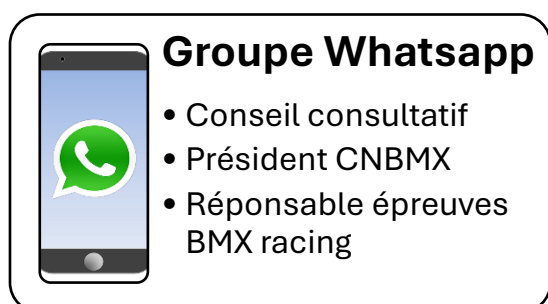 Groupe Whatsapp
• Conseil consultatif
• Président CNBMX
• Réponsable épreuves
BMX racing